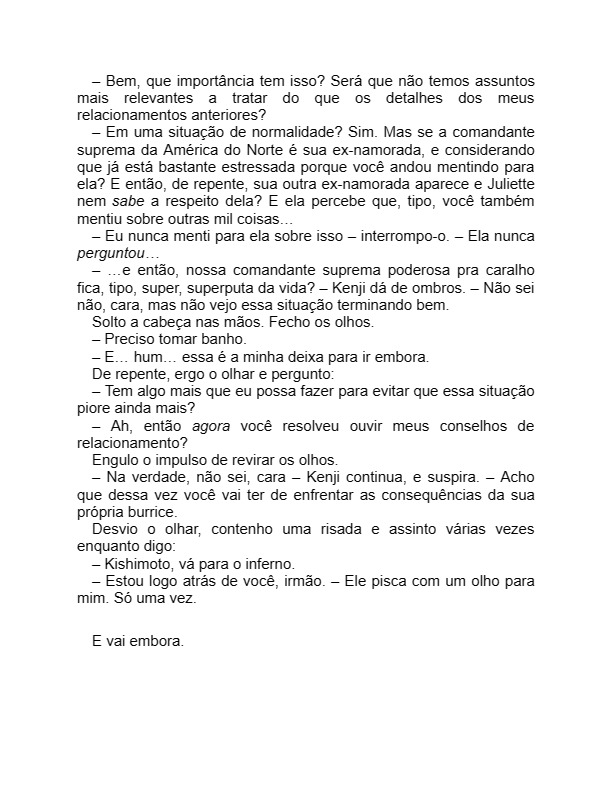 – Bem, que importância tem isso? Será que não temos assuntos
mais relevantes a tratar do que os detalhes dos meus
relacionamentos anteriores?
– Em uma situação de normalidade? Sim. Mas se a comandante
suprema da América do Norte é sua ex-namorada, e considerando
que já está bastante estressada porque você andou mentindo para
ela? E então, de repente, sua outra ex-namorada aparece e Juliette
nem sabe a respeito dela? E ela percebe que, tipo, você também
mentiu sobre outras mil coisas…
– Eu nunca menti para ela sobre isso – interrompo-o. – Ela nunca
perguntou…
– …e então, nossa comandante suprema poderosa pra caralho
fica, tipo, super, superputa da vida? – Kenji dá de ombros. – Não sei
não, cara, mas não vejo essa situação terminando bem.
Solto a cabeça nas mãos. Fecho os olhos.
– Preciso tomar banho.
– E… hum… essa é a minha deixa para ir embora.
De repente, ergo o olhar e pergunto:
– Tem algo mais que eu possa fazer para evitar que essa situação
piore ainda mais?
– Ah, então agora você resolveu ouvir meus conselhos de
relacionamento?
Engulo o impulso de revirar os olhos.
– Na verdade, não sei, cara – Kenji continua, e suspira. – Acho
que dessa vez você vai ter de enfrentar as consequências da sua
própria burrice.
Desvio o olhar, contenho uma risada e assinto várias vezes
enquanto digo:
– Kishimoto, vá para o inferno.
– Estou logo atrás de você, irmão. – Ele pisca com um olho para
mim. Só uma vez.
E vai embora.